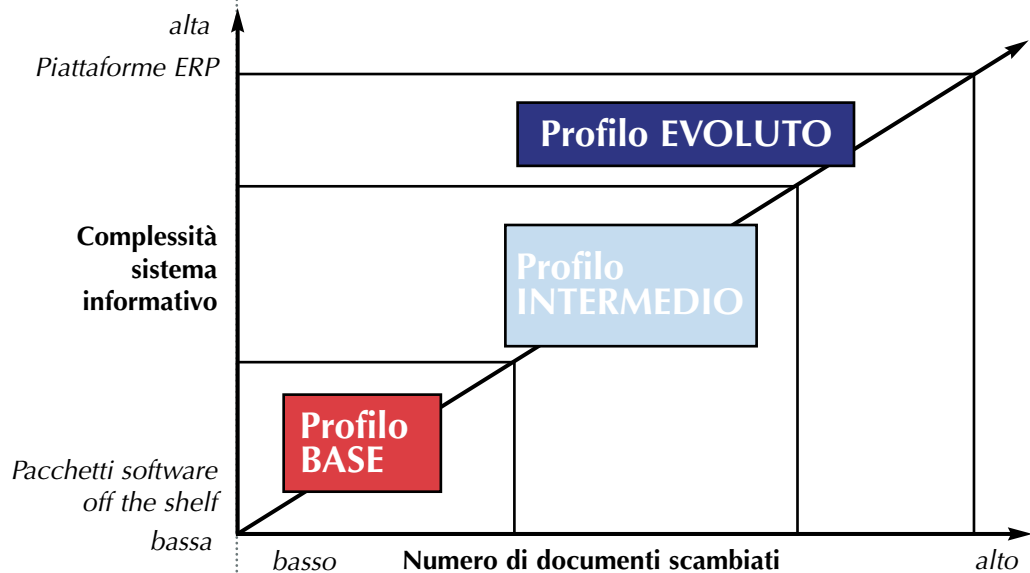 alta
Piattaforme ERP
Profilo EVOLUTO
Complessità
sistema
informativo
Profilo
INTERMEDIO
Profilo
BASE
Pacchetti software
off the shelf
bassa
basso
Numero di documenti scambiati
alto